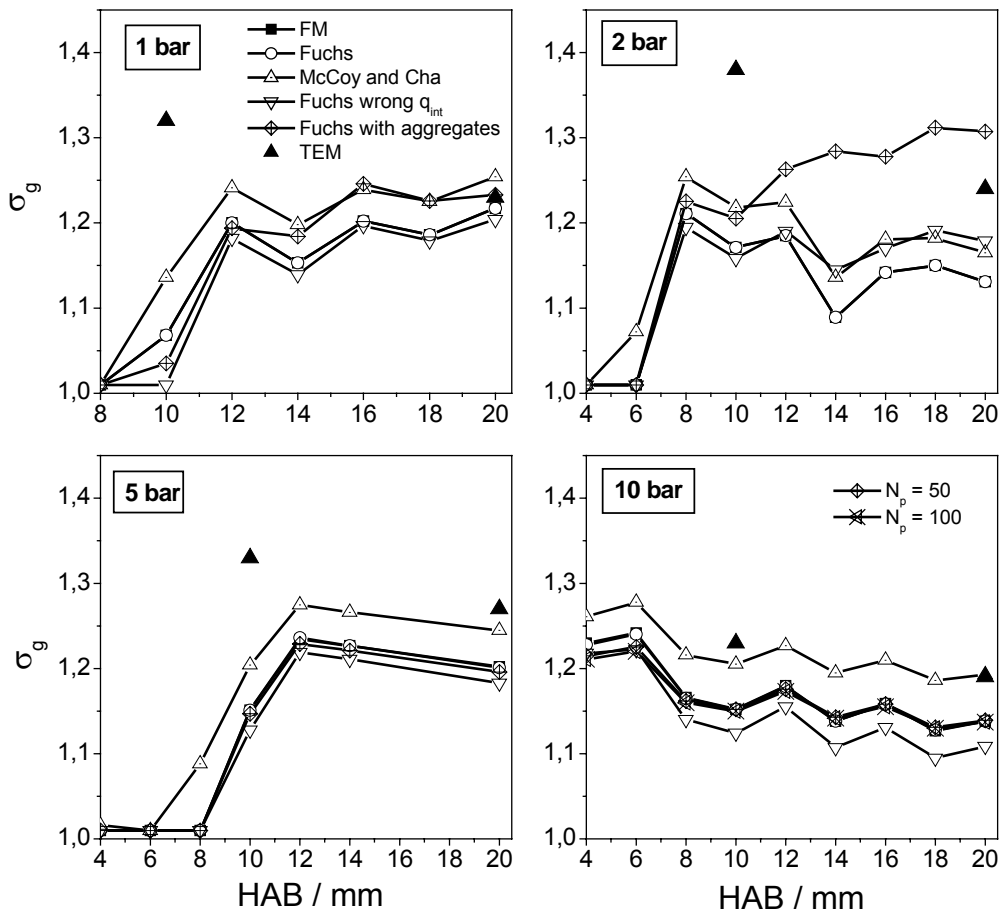 1 bar
FM
Fuchs
McCoy and Cha
Fuchs wrong q_int
Fuchs with aggregates
TEM
σ_g
1,4
1,3
1,2
1,1
1,0
8 10 12 14 16 18 20
2 bar
1,4
1,3
1,2
1,1
1,0
4 6 8 10 12 14 16 18 20
5 bar
σ_g
1,4
1,3
1,2
1,1
1,0
4 6 8 10 12 14 16 18 20
HAB / mm
10 bar
N_p = 50
N_p = 100
1,4
1,3
1,2
1,1
1,0
4 6 8 10 12 14 16 18 20
HAB / mm